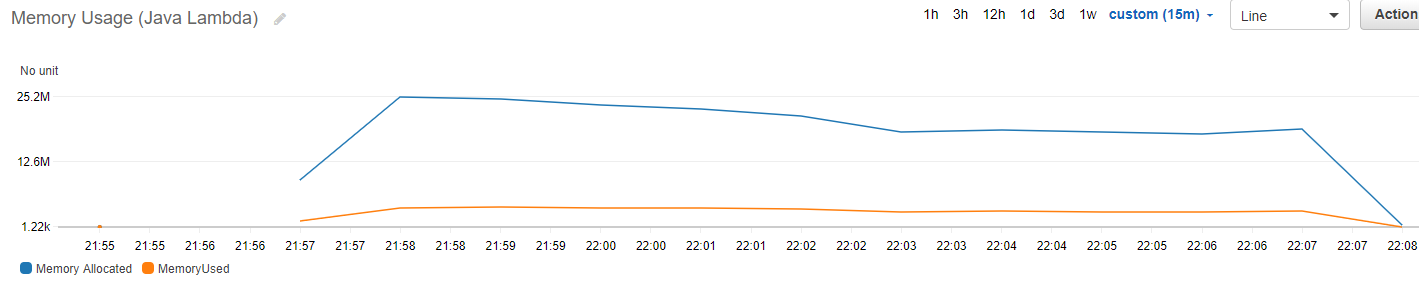 Memory Usage (Java Lambda) 1h 3h 12h 1d 3d 1w custom (15m) Line Action
No unit
25.2M
12.6M
1.22k
21:55 21:55 21:56 21:56 21:57 21:57 21:58 21:58 21:59 21:59 22:00 22:00 22:01 22:01 22:02 22:02 22:03 22:03 22:04 22:04 22:05 22:05 22:06 22:06 22:07 22:07 22:08
Memory Allocated MemoryUsed